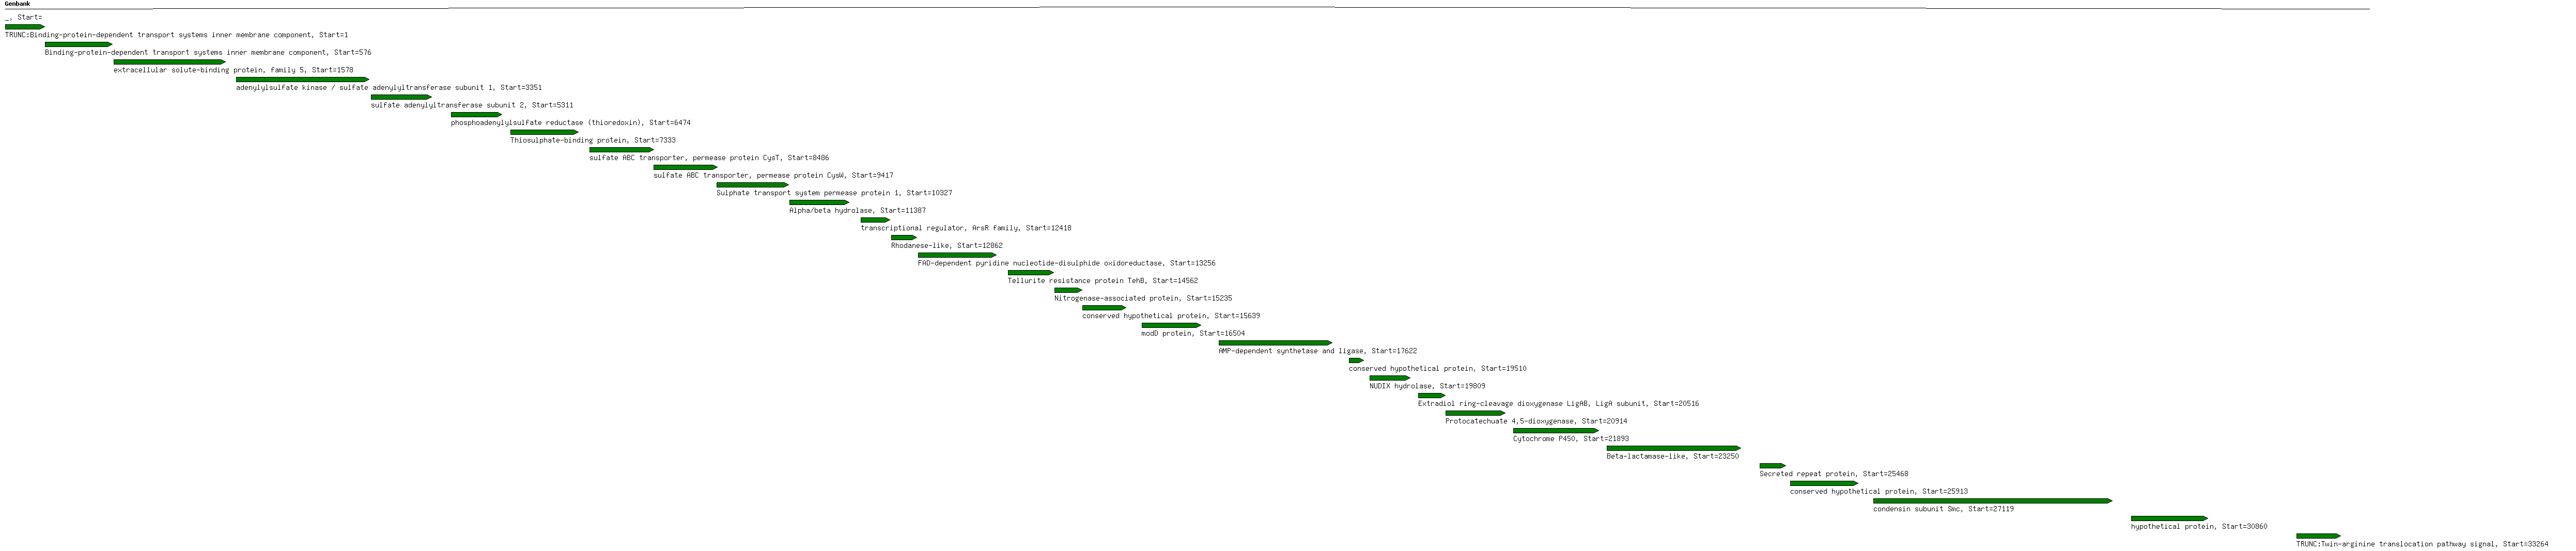 Genbank
_, Start=
TRUNC:Binding-protein-dependent transport systems inner membrane component, Start=1
Binding-protein-dependent transport systems inner membrane component, Start=576
extracellular solute-binding protein, family 5, Start=1578
adenylylsulfate kinase / sulfate adenylyltransferase subunit 1, Start=3351
sulfate adenylyltransferase subunit 2, Start=5311
phosphoadenylylsulfate reductase (thioredoxin), Start=6474
Thiosulphate-binding protein, Start=7333
sulfate ABC transporter, permease protein CysT, Start=8486
sulfate ABC transporter, permease protein CysW, Start=9417
Sulphate transport system permease protein 1, Start=10327
Alpha/beta hydrolase, Start=11387
transcriptional regulator, ArsR family, Start=12418
Rhodanese-like, Start=12862
FAD-dependent pyridine nucleotide-disulphide oxidoreductase, Start=13256
Tellurite resistance protein TehB, Start=14562
Nitrogenase-associated protein, Start=15235
conserved hypothetical protein, Start=15639
modD protein, Start=16504
AMP-dependent synthetase and ligase, Start=17622
conserved hypothetical protein, Start=19510
NUDIX hydrolase, Start=19809
Extradiol ring-cleavage dioxygenase LigAB, LigA subunit, Start=20516
Protocatechuate 4,5-dioxygenase, Start=20914
Cytochrome P450, Start=21893
Beta-lactamase-like, Start=23250
Secreted repeat protein, Start=25468
conserved hypothetical protein, Start=25913
condensin subunit Smc, Start=27119
hypothetical protein, Start=30860
TRUNC:Twin-arginine translocation pathway signal, Start=33264